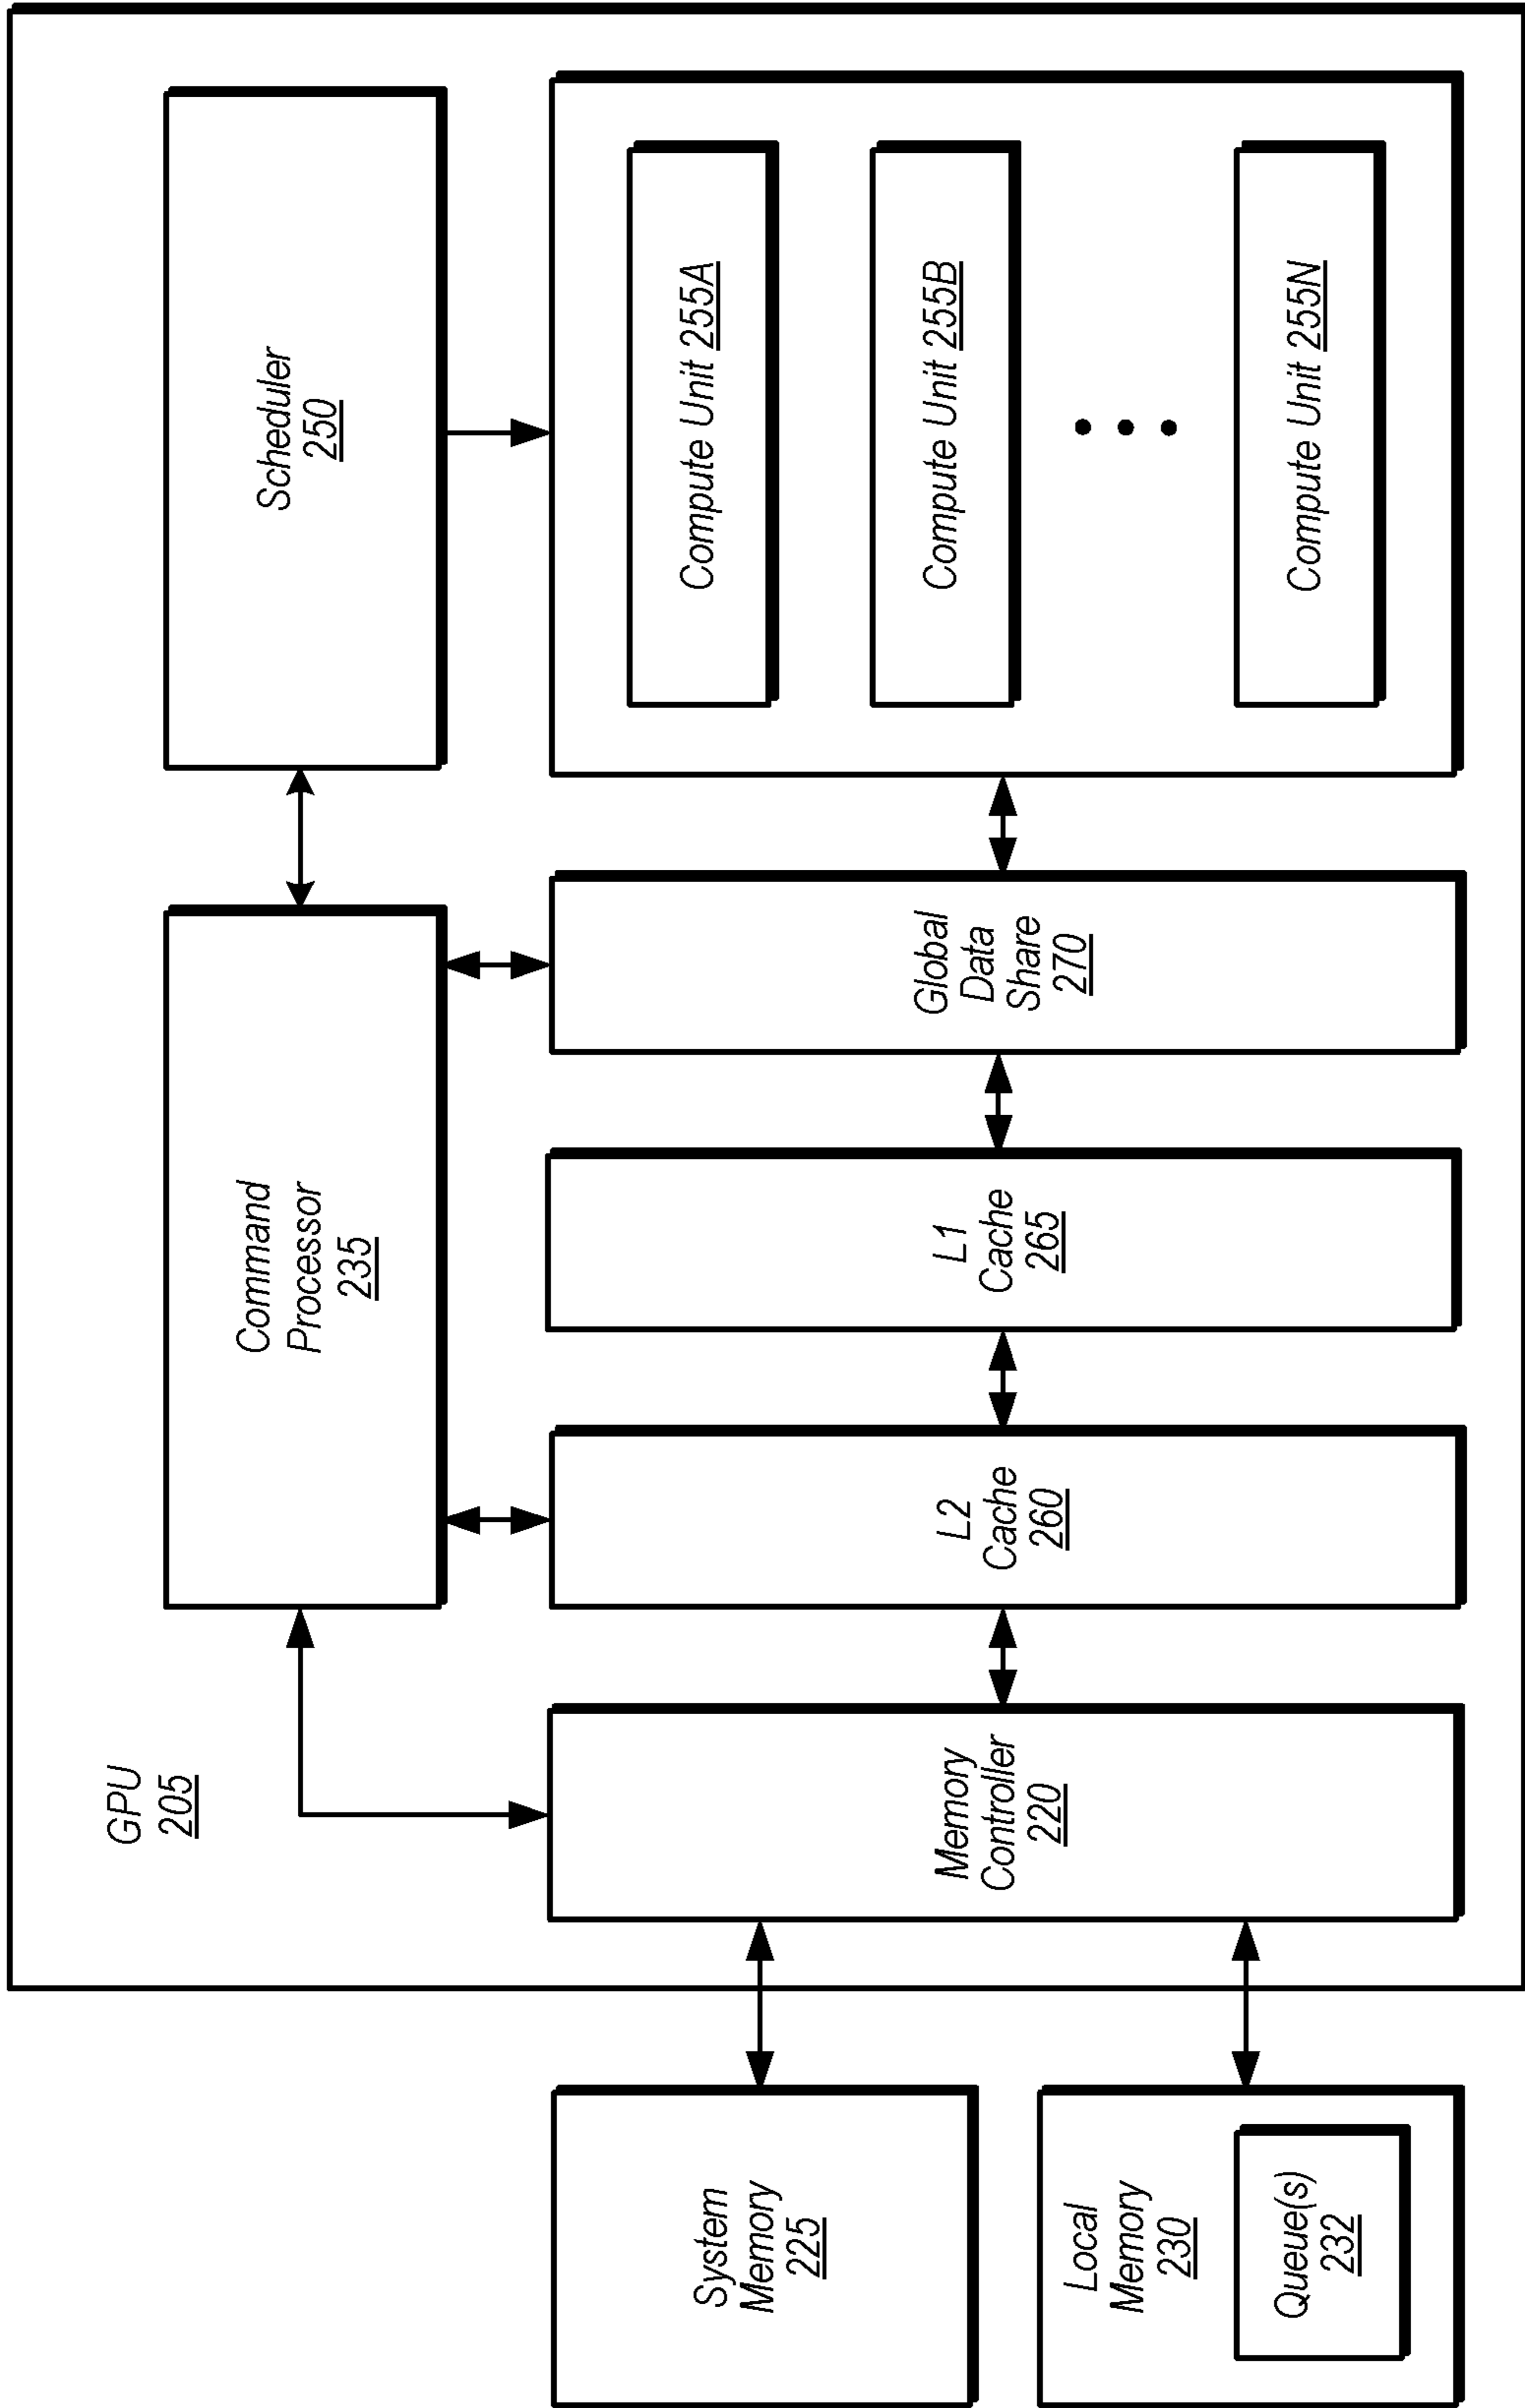 GPU
205
Command
Processor
235
Scheduler
250
System
Memory
225
Local
Memory
230
Queue(s)
232
Memory
Controller
220
L2
Cache
260
L1
Cache
265
Global
Data
Share
270
Compute Unit 255A
Compute Unit 255B
Compute Unit 255N